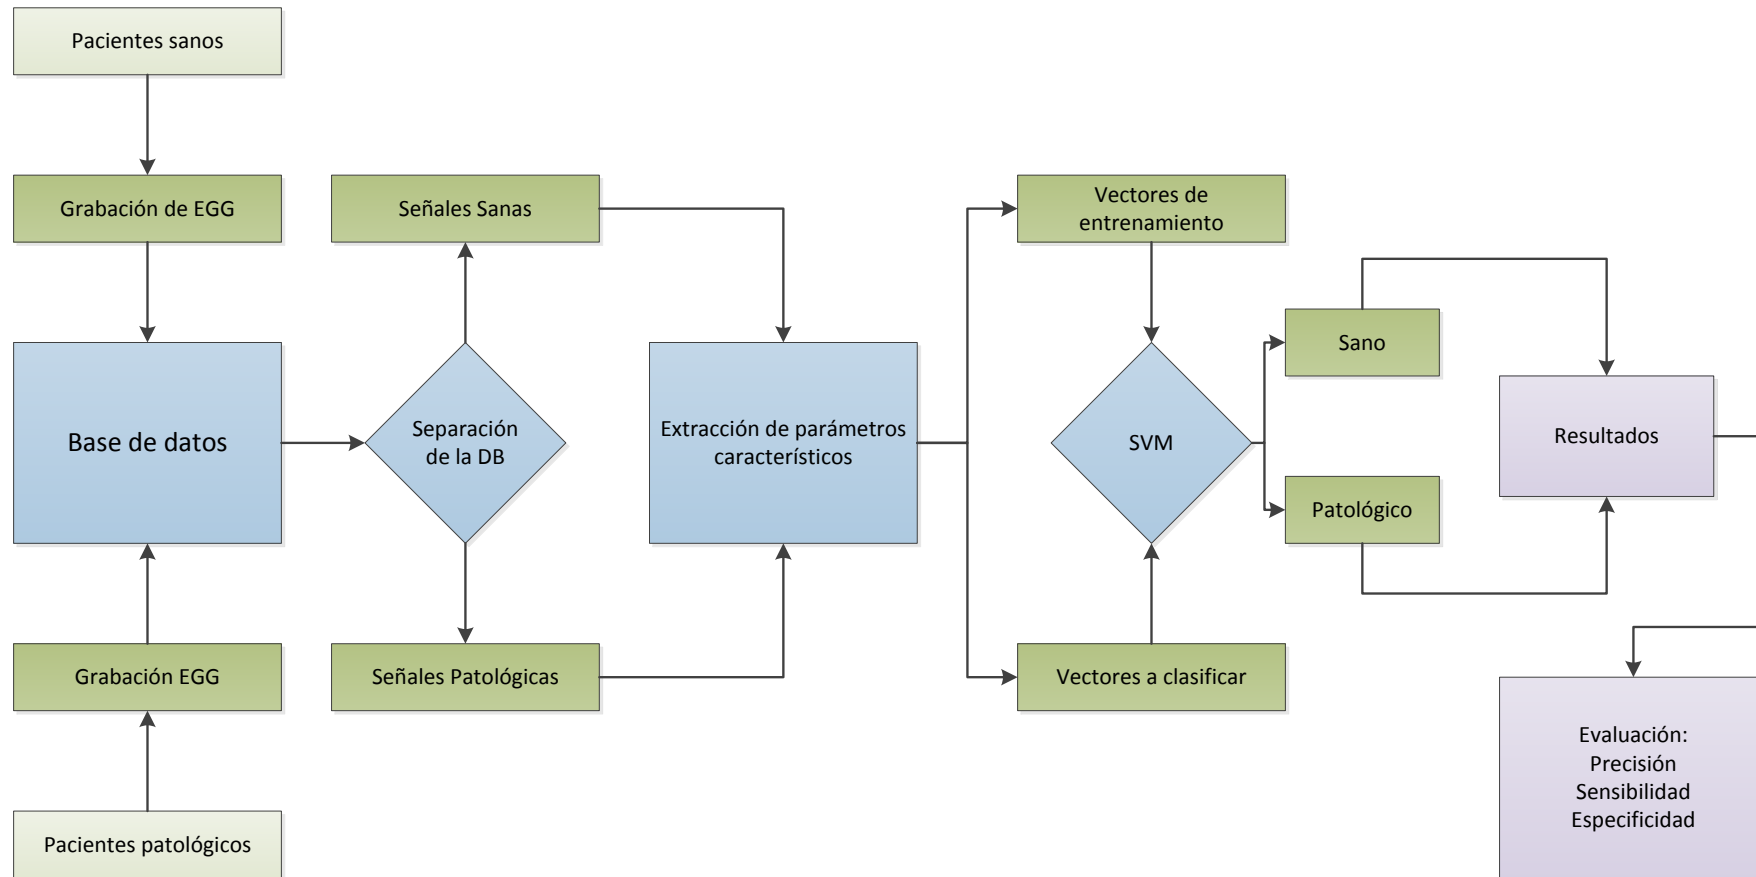 Pacientes sanos
Grabación de EGG
Base de datos
Grabación EGG
Pacientes patológicos
Señales Sanas
Separación
de la DB
Señales Patológicas
Extracción de parámetros
característicos
Vectores de
entrenamiento
SVM
Vectores a clasificar
Sano
Patológico
Resultados
Evaluación:
Precisión
Sensibilidad
Especificidad